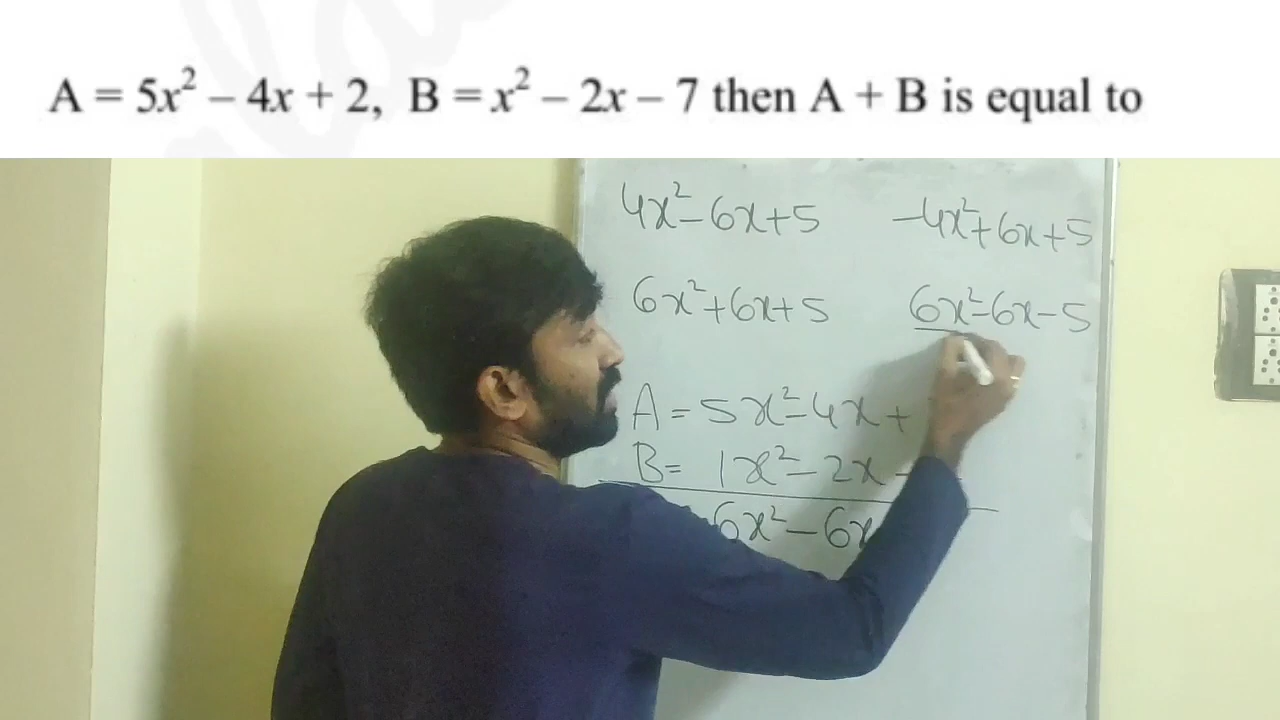 A = 5x² – 4x + 2,  B = x² – 2x – 7 then A + B is equal to
4x²-6x+5    -4x²+6x+5
6x²+6x+5    6x²-6x-5
A = 5x²-4x+
B = 1x²-2x-
6x²-6x